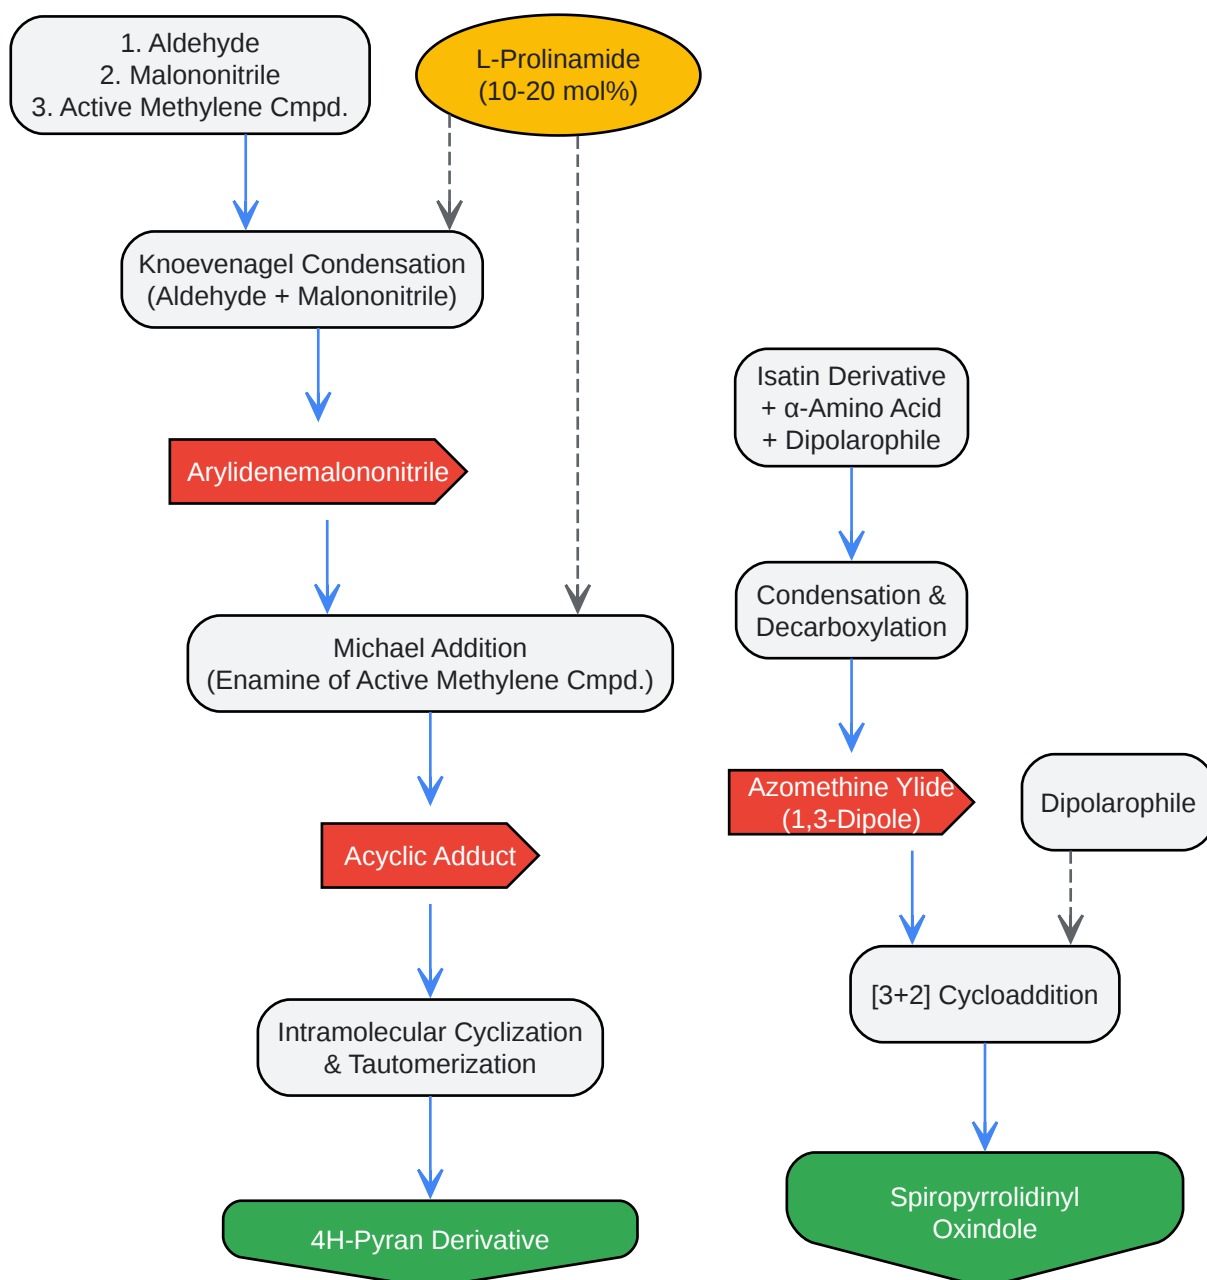 1. Aldehyde
2. Malononitrile
3. Active Methylene Cmpd.
L-Prolinamide
(10-20 mol%)
Knoevenagel Condensation
(Aldehyde + Malononitrile)
Arylidenemalononitrile
Michael Addition
(Enamine of Active Methylene Cmpd.)
Acyclic Adduct
Intramolecular Cyclization
& Tautomerization
4H-Pyran Derivative
Isatin Derivative
+ α-Amino Acid
+ Dipolarophile
Condensation &
Decarboxylation
Azomethine Ylide
(1,3-Dipole)
Dipolarophile
[3+2] Cycloaddition
Spiropyrrolidinyl
Oxindole